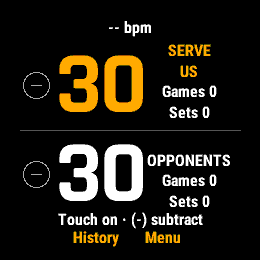 -- bpm
30
SERVE
US
Games 0
Sets 0
30
OPPONENTS
Games 0
Sets 0
Touch on · (-) subtract
History Menu